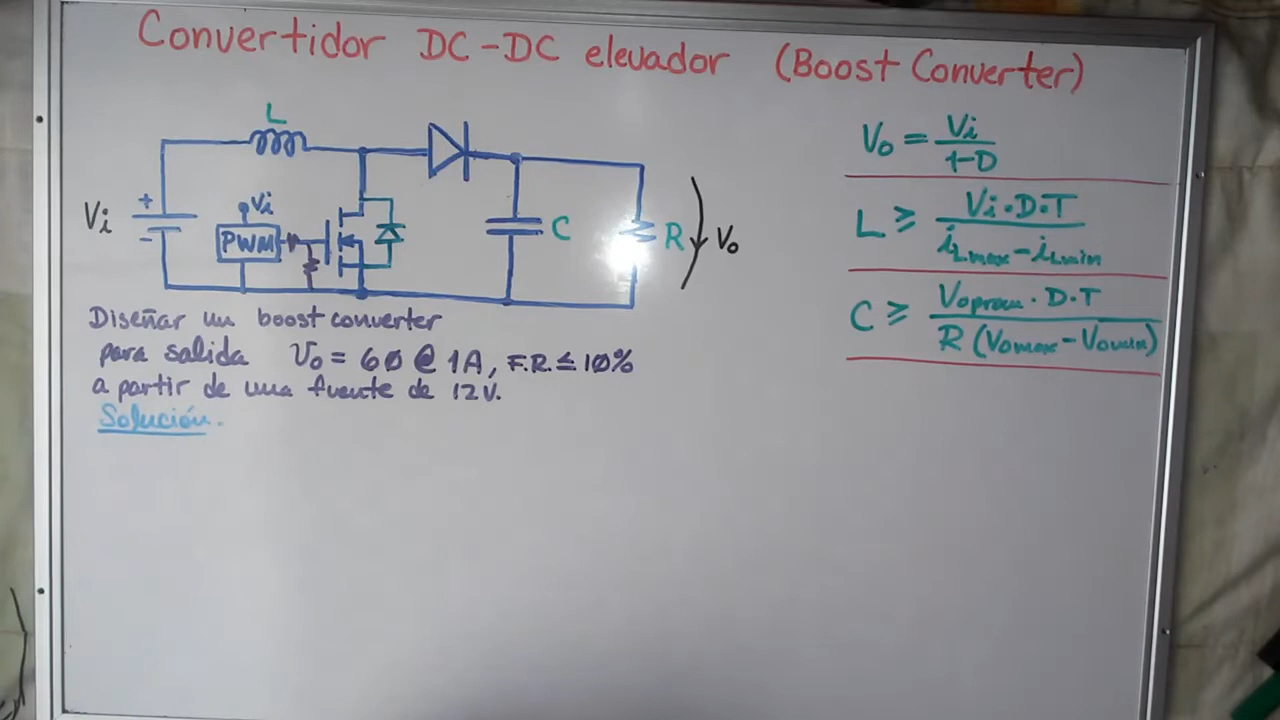 Convertidor DC-DC elevador (Boost Converter)
L
Vi
+
-
Vi
PWM
C
R
Vo
Vo = Vi / 1-D
L ≥ Vi·D·T / iLmax - iLmin
C ≥ Voprom · D·T / R (Vomax - Vomin)
Diseñar un boost converter
para salida Vo = 60 @ 1A, F.R. ≤ 10%
a partir de una fuente de 12V.
Solución.